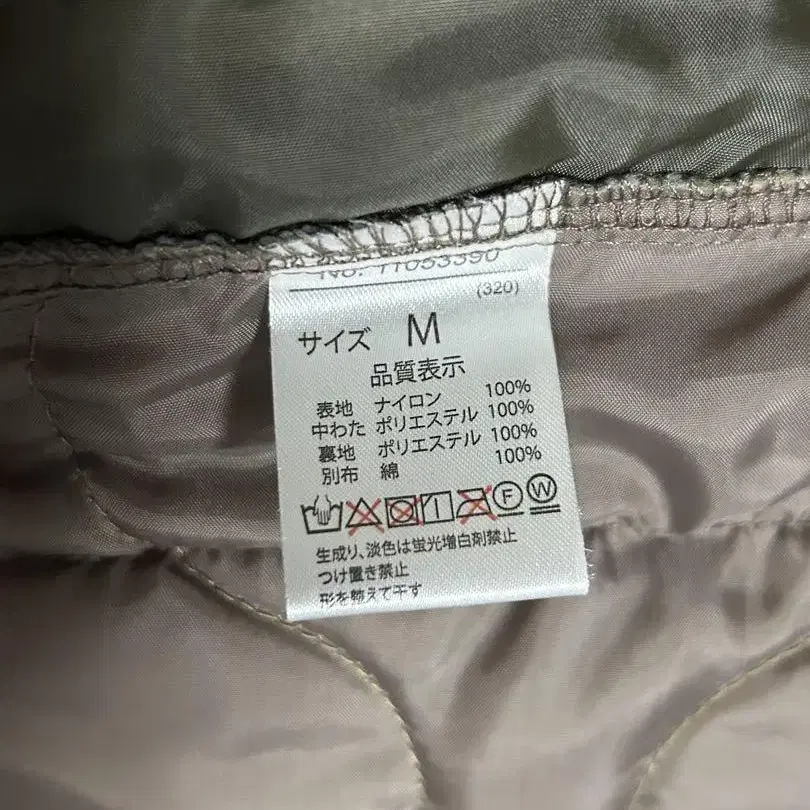 No. 11053390
(320)
サイズ M
品質表示
表地 ナイロン 100%
中わた ポリエステル 100%
裏地 ポリエステル 100%
別布 綿 100%
F W
生成り、淡色は蛍光増白剤禁止
つけ置き禁止
形を整えて干す